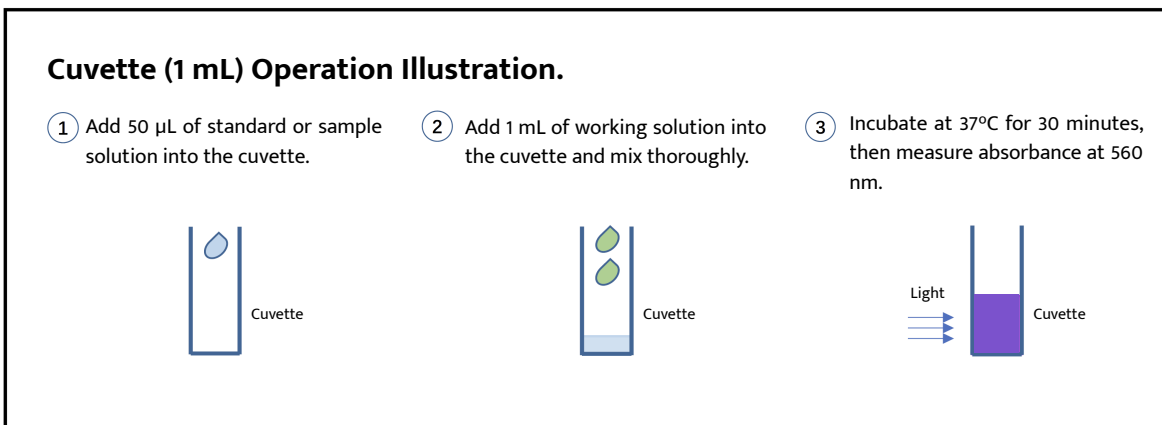 Cuvette (1 mL) Operation Illustration.
1 Add 50 µL of standard or sample
solution into the cuvette.
2 Add 1 mL of working solution into
the cuvette and mix thoroughly.
3 Incubate at 37°C for 30 minutes,
then measure absorbance at 560
nm.
Cuvette
Cuvette
Light
Cuvette